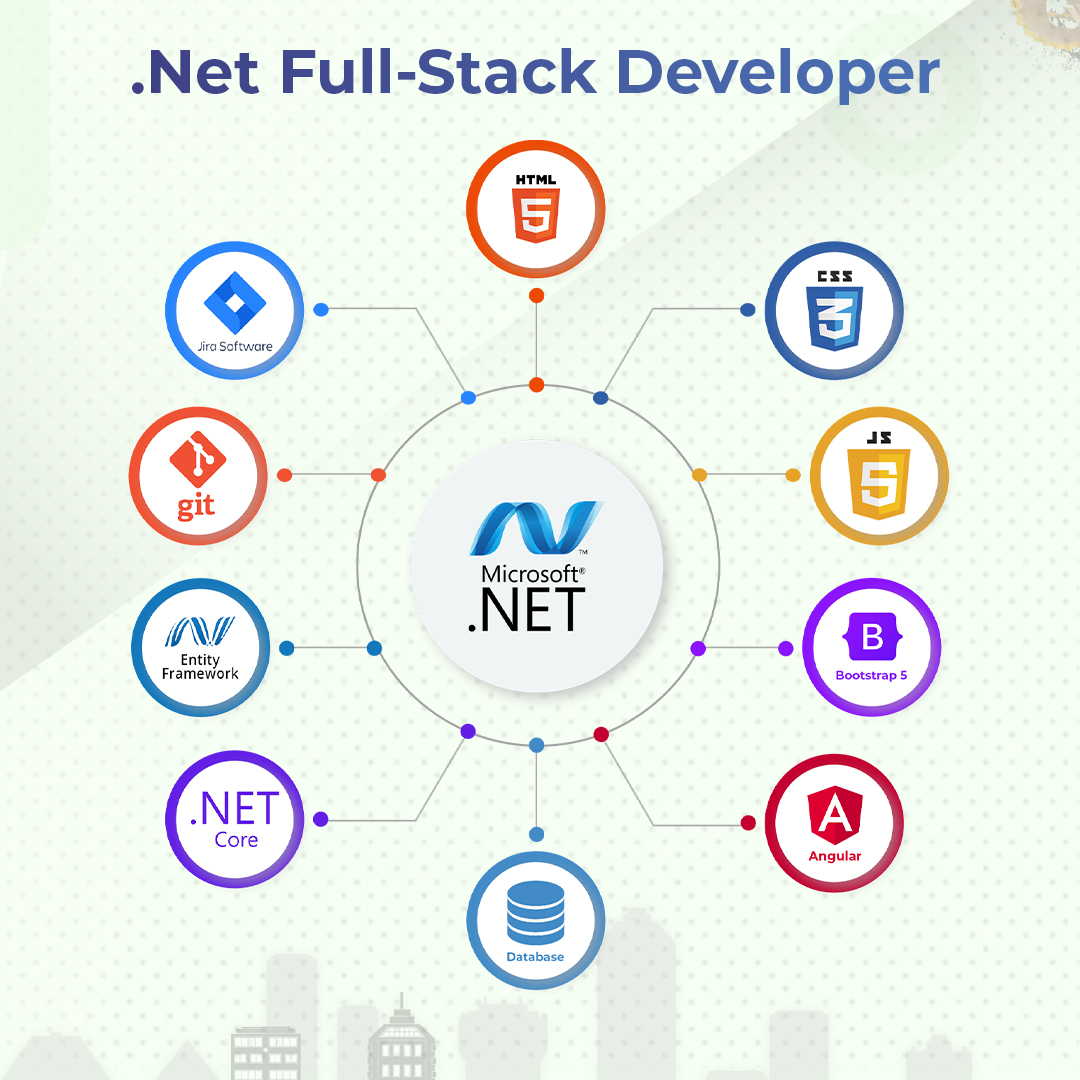 .Net Full-Stack Developer
HTML
5
CSS
3
JS
5
B
Bootstrap 5
A
Angular
Database
.NET
Core
Entity
Framework
git
Jira Software
TM
Microsoft®
.NET